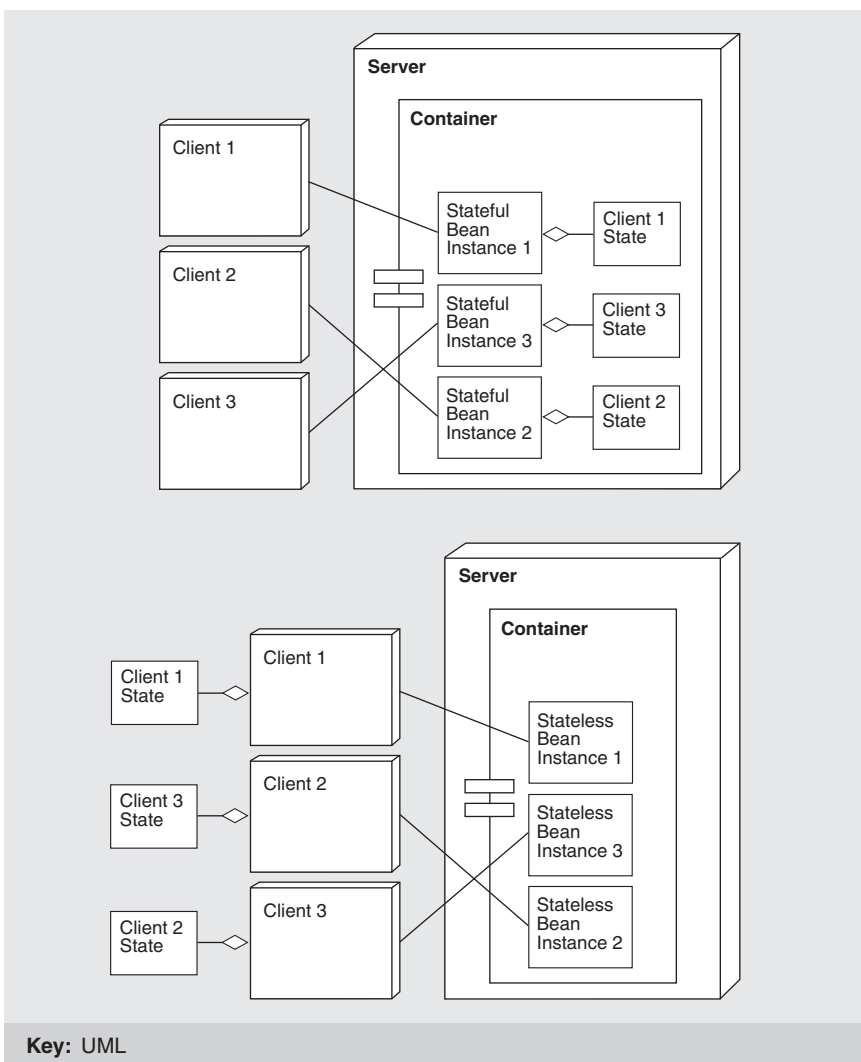 Server
Container
Client 1
Stateful
Bean
Instance 1
Client 1
State
Client 2
Stateful
Bean
Instance 3
Client 3
State
Client 3
Stateful
Bean
Instance 2
Client 2
State
Server
Container
Client 1
State
Client 1
Stateless
Bean
Instance 1
Client 3
State
Client 2
Stateless
Bean
Instance 3
Client 2
State
Client 3
Stateless
Bean
Instance 2
Key: UML